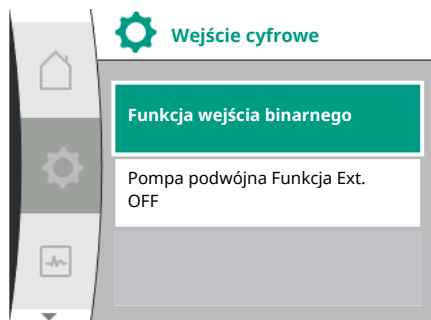 Wejście cyfrowe
Funkcja wejścia binarnego
Pompa podwójna Funkcja Ext.
OFF